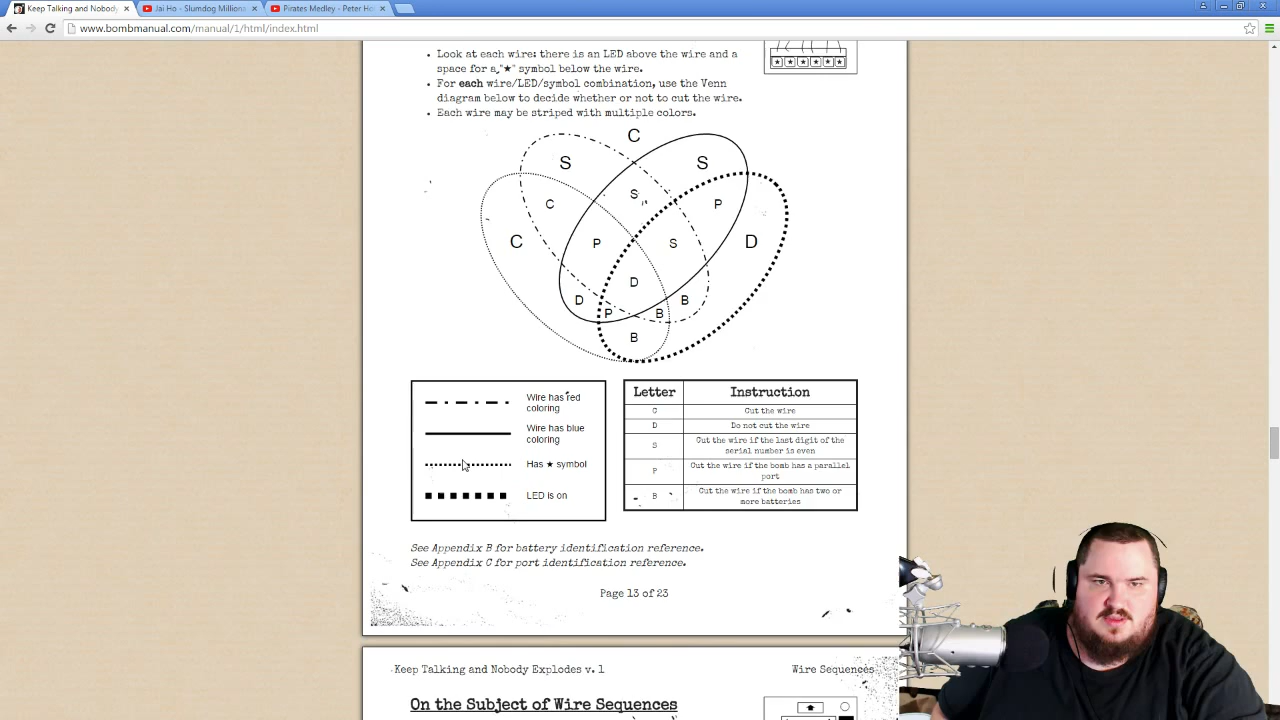 Keep Talking and Nobody
Jai Ho - Slumdog Million
Pirates Medley - Peter Ho
www.bombmanual.com/manual/1/html/index.html
• Look at each wire: there is an LED above the wire and a
space for a "★" symbol below the wire.
• For each wire/LED/symbol combination, use the Venn
diagram below to decide whether or not to cut the wire.
• Each wire may be striped with multiple colors.
C
S S
S
C P
P S
C D
D
D B
P B
B
Wire has red
coloring
Wire has blue
coloring
Has ★ symbol
LED is on
Letter Instruction
C Cut the wire
D Do not cut the wire
S Cut the wire if the last digit of the
serial number is even
P Cut the wire if the bomb has a parallel
port
B Cut the wire if the bomb has two or
more batteries
See Appendix B for battery identification reference.
See Appendix C for port identification reference.
Page 13 of 23
Keep Talking and Nobody Explodes v. 1 Wire Sequences
On the Subject of Wire Sequences